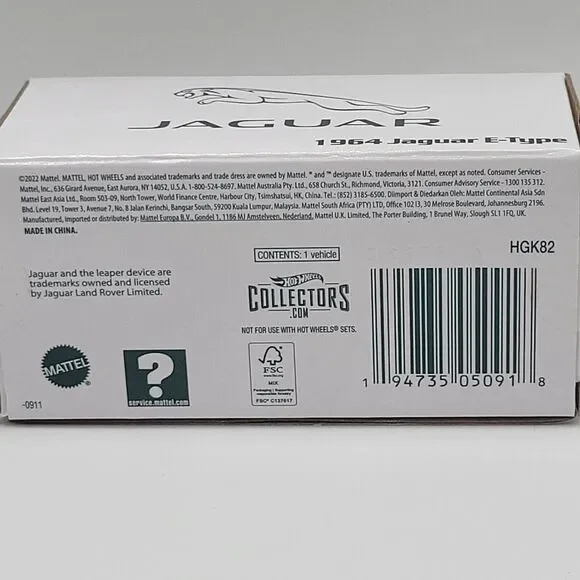 JAGUAR
1964 Jaguar E-Type
©2022 Mattel. MATTEL, HOT WHEELS and associated trademarks and trade dress are owned by Mattel. ® and ™ designate U.S. trademarks of Mattel, except as noted. Consumer Services -
Mattel, Inc., 636 Girard Avenue, East Aurora, NY 14052, U.S.A. 1-800-524-8697. Mattel Australia Pty. Ltd., 658 Church St., Richmond, Victoria, 3121. Consumer Advisory Service - 1300 135 312.
Mattel East Asia Ltd., Room 503-09, North Tower, World Finance Centre, Harbour City, Tsimshatsui, HK, China. Tel.: (852) 3185-6500. Diimport & Diedarkan Oleh: Mattel Continental Asia Sdn
Bhd. Level 19, Tower 3, Avenue 7, No. 8 Jalan Kerinchi, Bangsar South, 59200 Kuala Lumpur, Malaysia. Mattel South Africa (PTY) LTD, Office 102 I3, 30 Melrose Boulevard, Johannesburg 2196.
Manufactured, imported or distributed by: Mattel Europa B.V., Gondel 1, 1186 MJ Amstelveen, Nederland, Mattel U.K. Limited, The Porter Building, 1 Brunel Way, Slough SL1 1FQ, UK.
MADE IN CHINA.
HGK82
CONTENTS: 1 vehicle
Jaguar and the leaper device are
trademarks owned and licensed
by Jaguar Land Rover Limited.
HOT WHEELS
COLLECTORS
.COM
NOT FOR USE WITH HOT WHEELS® SETS.
MATTEL
?
service.mattel.com
FSC
www.fsc.org
MIX
Packaging | Supporting
responsible forestry
FSC® C137617
1 94735 05091 8
-0911